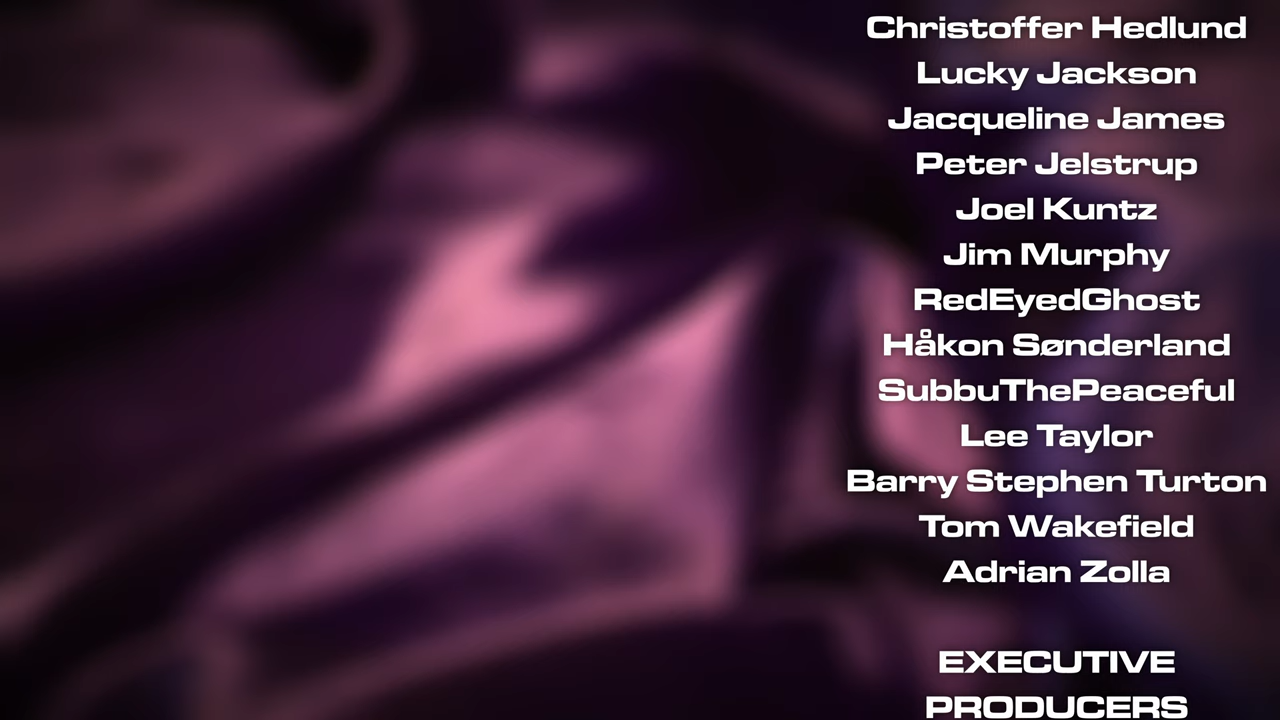 Christoffer Hedlund
Lucky Jackson
Jacqueline James
Peter Jelstrup
Joel Kuntz
Jim Murphy
RedEyedGhost
Håkon Sønderland
SubbuThePeaceful
Lee Taylor
Barry Stephen Turton
Tom Wakefield
Adrian Zolla
EXECUTIVE
PRODUCERS